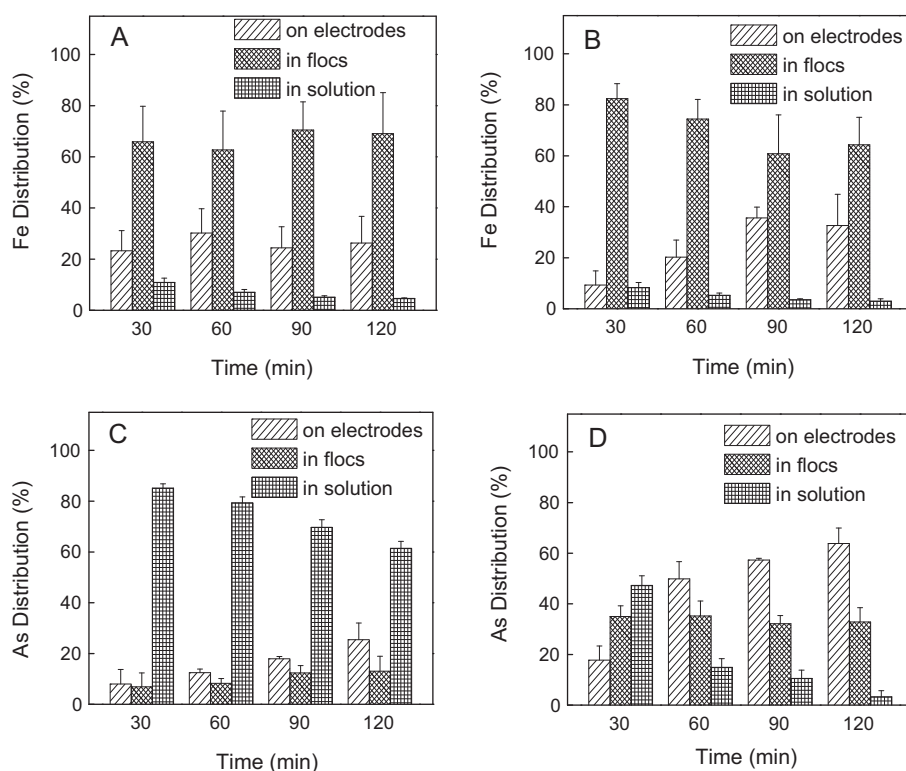 A
on electrodes
in flocs
in solution
Fe Distribution (%)
100
80
60
40
20
0
30 60 90 120
Time (min)
B
on electrodes
in flocs
in solution
Fe Distribution (%)
100
80
60
40
20
0
30 60 90 120
Time (min)
C
on electrodes
in flocs
in solution
As Distribution (%)
100
80
60
40
20
0
30 60 90 120
Time (min)
D
on electrodes
in flocs
in solution
As Distribution (%)
100
80
60
40
20
0
30 60 90 120
Time (min)